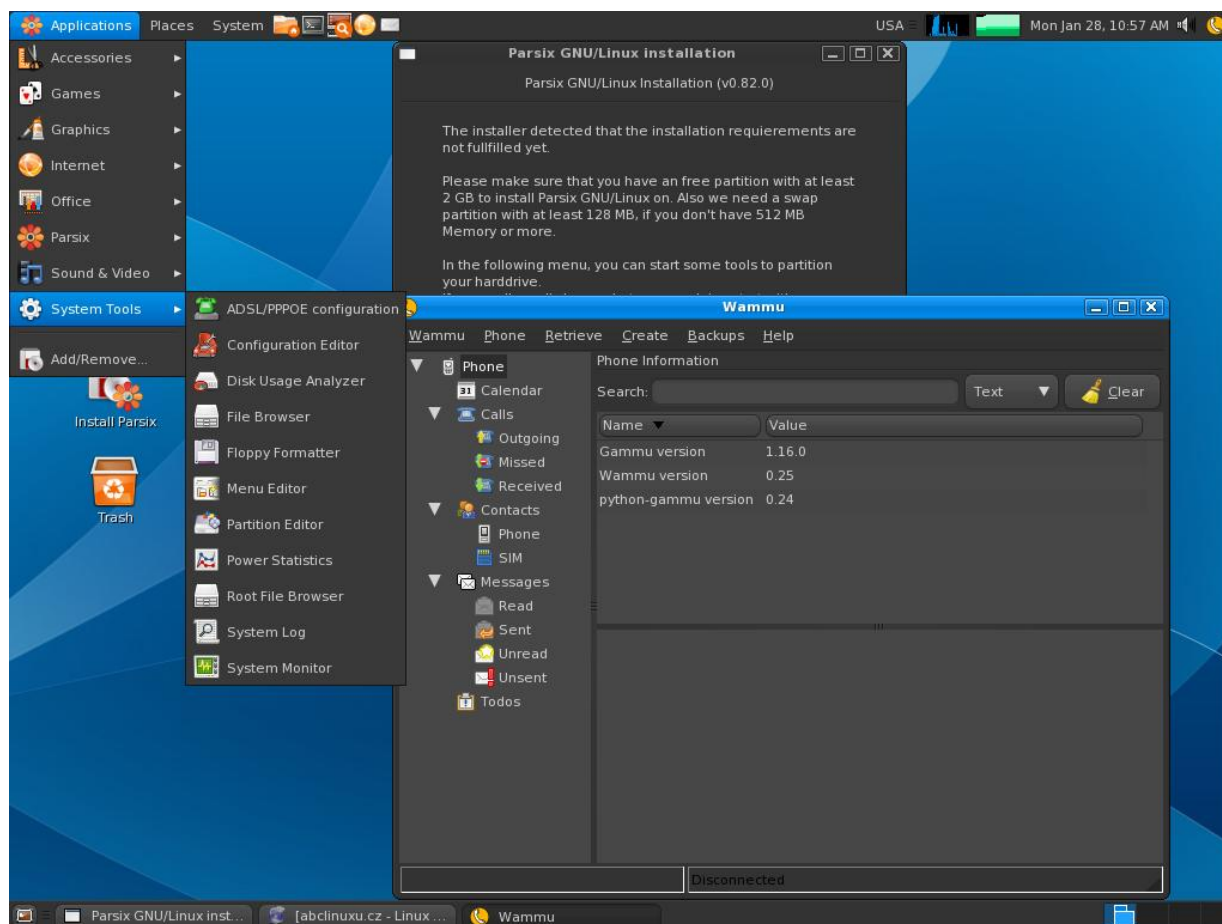 Applications Places System USA Mon Jan 28, 10:57 AM
Accessories
Games
Graphics
Internet
Office
Parsix
Sound & Video
System Tools
Add/Remove...
Install Parsix
Trash
ADSL/PPPOE configuration
Configuration Editor
Disk Usage Analyzer
File Browser
Floppy Formatter
Menu Editor
Partition Editor
Power Statistics
Root File Browser
System Log
System Monitor
Parsix GNU/Linux installation
Parsix GNU/Linux Installation (v0.82.0)
The installer detected that the installation requierements are
not fullfilled yet.
Please make sure that you have an free partition with at least
2 GB to install Parsix GNU/Linux on. Also we need a swap
partition with at least 128 MB, if you don't have 512 MB
Memory or more.
In the following menu, you can start some tools to partition
your harddrive.
Wammu
Wammu Phone Retrieve Create Backups Help
Phone
31 Calendar
Calls
Outgoing
Missed
Received
Contacts
Phone
SIM
Messages
Read
Sent
Unread
Unsent
Todos
Phone Information
Search: Text Clear
Name Value
Gammu version 1.16.0
Wammu version 0.25
python-gammu version 0.24
Disconnected
Parsix GNU/Linux inst... [abclinuxu.cz - Linux ... Wammu